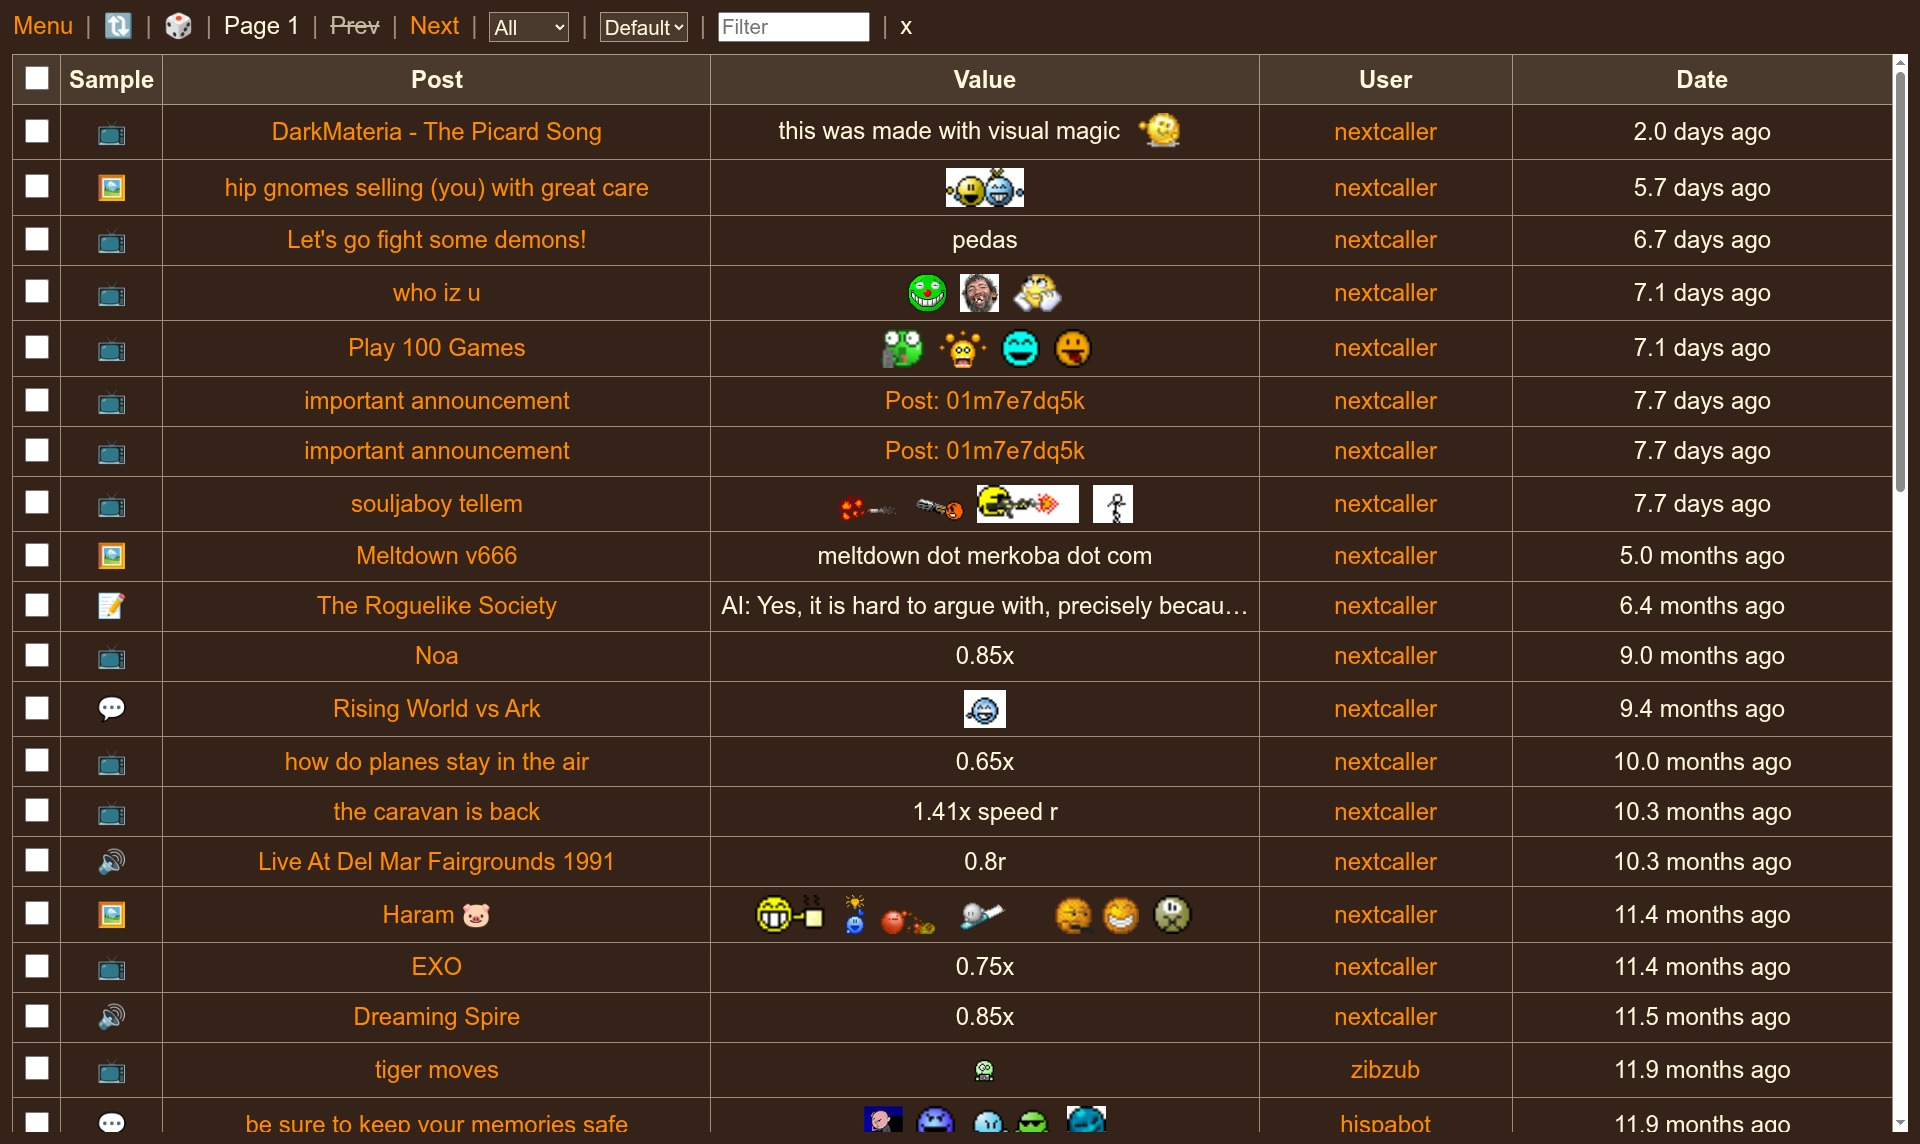 Menu | 🔃 | 🎲 | Page 1 | Prev | Next | All | Default | Filter | x
Sample Post Value User Date
DarkMateria - The Picard Song this was made with visual magic nextcaller 2.0 days ago
hip gnomes selling (you) with great care nextcaller 5.7 days ago
Let's go fight some demons! pedas nextcaller 6.7 days ago
who iz u nextcaller 7.1 days ago
Play 100 Games nextcaller 7.1 days ago
important announcement Post: 01m7e7dq5k nextcaller 7.7 days ago
important announcement Post: 01m7e7dq5k nextcaller 7.7 days ago
souljaboy tellem nextcaller 7.7 days ago
Meltdown v666 meltdown dot merkoba dot com nextcaller 5.0 months ago
The Roguelike Society AI: Yes, it is hard to argue with, precisely becau… nextcaller 6.4 months ago
Noa 0.85x nextcaller 9.0 months ago
Rising World vs Ark nextcaller 9.4 months ago
how do planes stay in the air 0.65x nextcaller 10.0 months ago
the caravan is back 1.41x speed r nextcaller 10.3 months ago
Live At Del Mar Fairgrounds 1991 0.8r nextcaller 10.3 months ago
Haram 🐷 nextcaller 11.4 months ago
EXO 0.75x nextcaller 11.4 months ago
Dreaming Spire 0.85x nextcaller 11.5 months ago
tiger moves zibzub 11.9 months ago
be sure to keep your memories safe hispabot 11.9 months ago